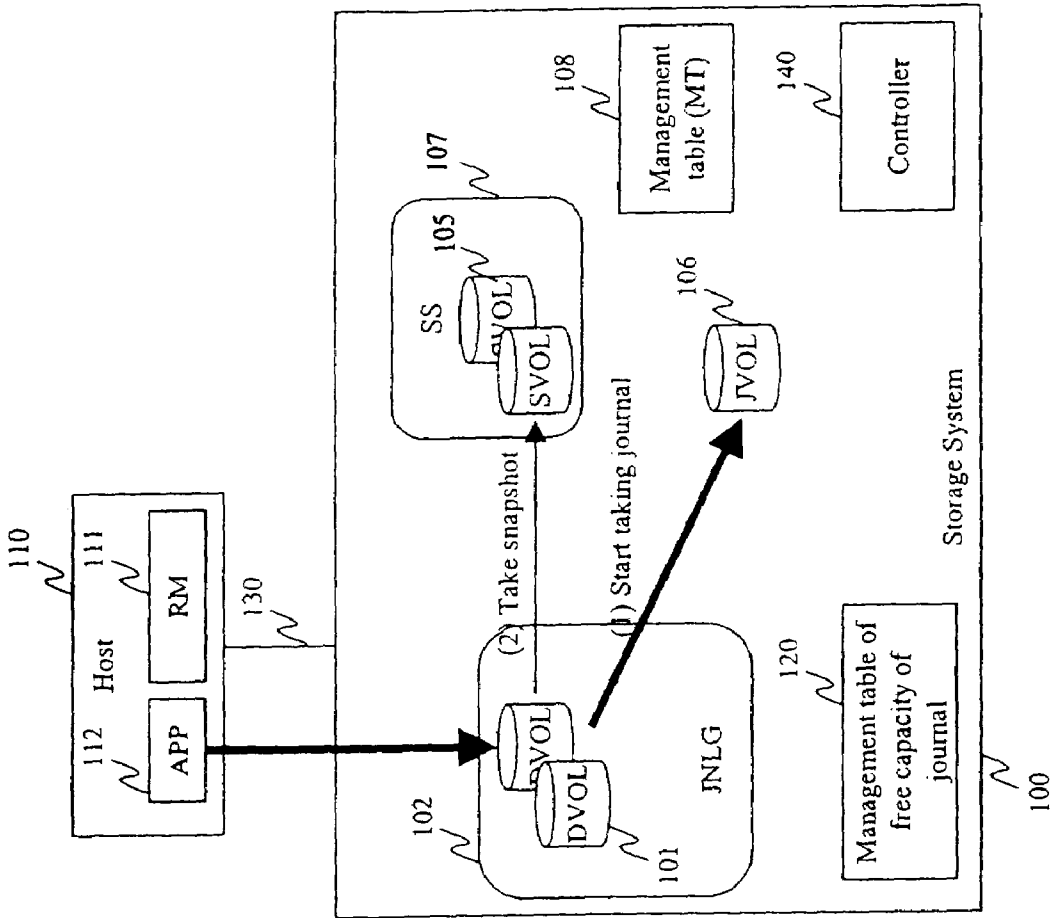 110
Host
112
APP
111
RM
130
102
DVOL
DVOL
101
JNLG
(2) Take snapshot
(1) Start taking journal
107
SS
105
SVOL
SVOL
106
JVOL
108
Management
table (MT)
140
Controller
120
Management table of
free capacity of
journal
Storage System
100